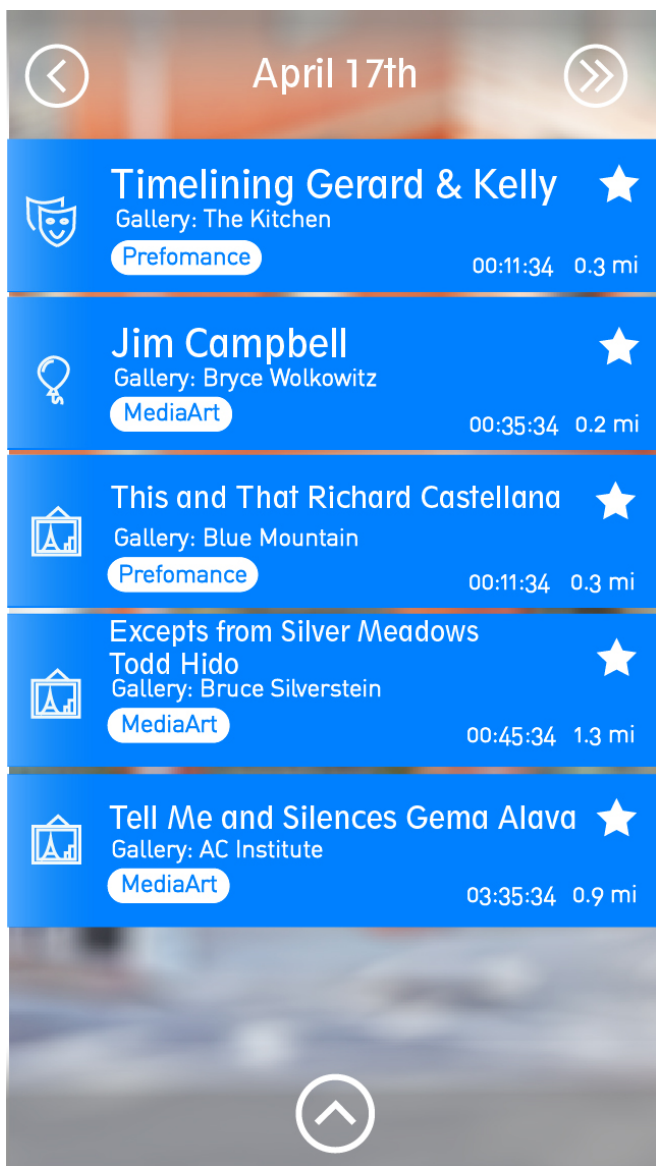 April 17th
Timelining Gerard & Kelly
Gallery: The Kitchen
Prefomance
00:11:34 0.3 mi
Jim Campbell
Gallery: Bryce Wolkowitz
MediaArt
00:35:34 0.2 mi
This and That Richard Castellana
Gallery: Blue Mountain
Prefomance
00:11:34 0.3 mi
Excepts from Silver Meadows
Todd Hido
Gallery: Bruce Silverstein
MediaArt
00:45:34 1.3 mi
Tell Me and Silences Gema Alava
Gallery: AC Institute
MediaArt
03:35:34 0.9 mi